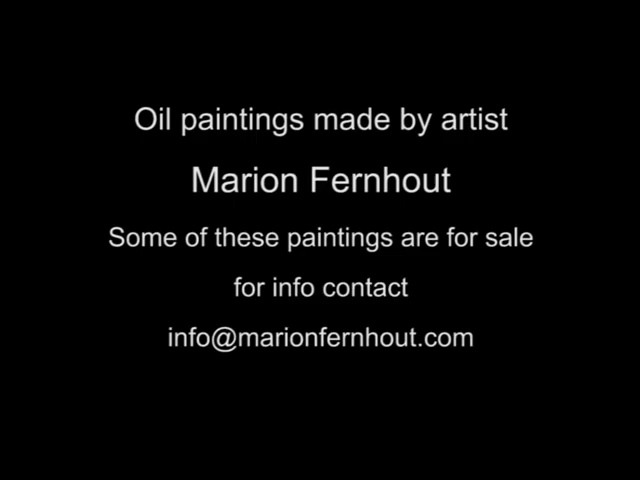 Oil paintings made by artist
Marion Fernhout
Some of these paintings are for sale
for info contact
info@marionfernhout.com